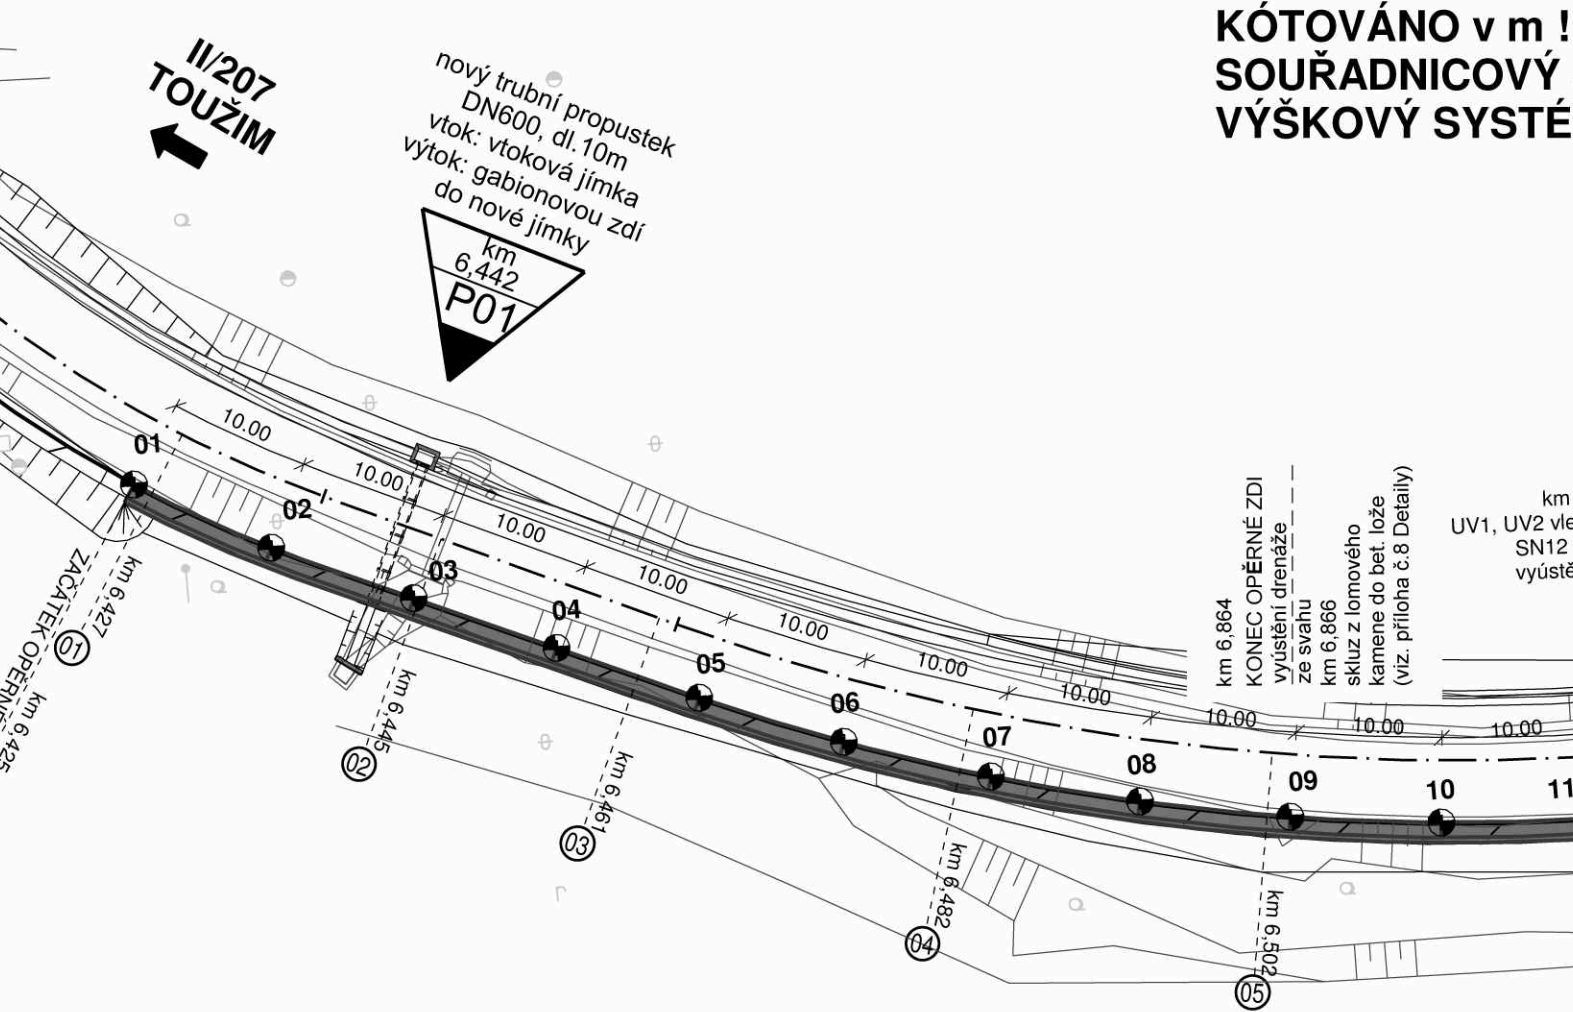 KÓTOVÁNO v m !
SOUŘADNICOVÝ
VÝŠKOVÝ SYSTÉ
II/207
TOUŽIM
nový trubní propustek
DN600, dl. 10m
vtok: vtoková jímka
výtok: gabionovou zdí
do nové jímky
km
6,442
P01
10.00
10.00
10.00
10.00
10.00
10.00
10.00
10.00
10.00
10.00
01
02
03
04
05
06
07
08
09
10
11
km 6,864
KONEC OPĚRNÉ ZDI
vyústění drenáže
ze svahu
km 6,866
skluz z lomového
kamene do bet. lože
(viz. příloha č.8 Detaily)
km
UV1, UV2 vle
SN12
vyústě
ZAČÁTEK OPĚRNÉ
km 6,425
km 6,427
01
km 6,445
02
km 6,461
03
km 6,482
04
km 6,502
05